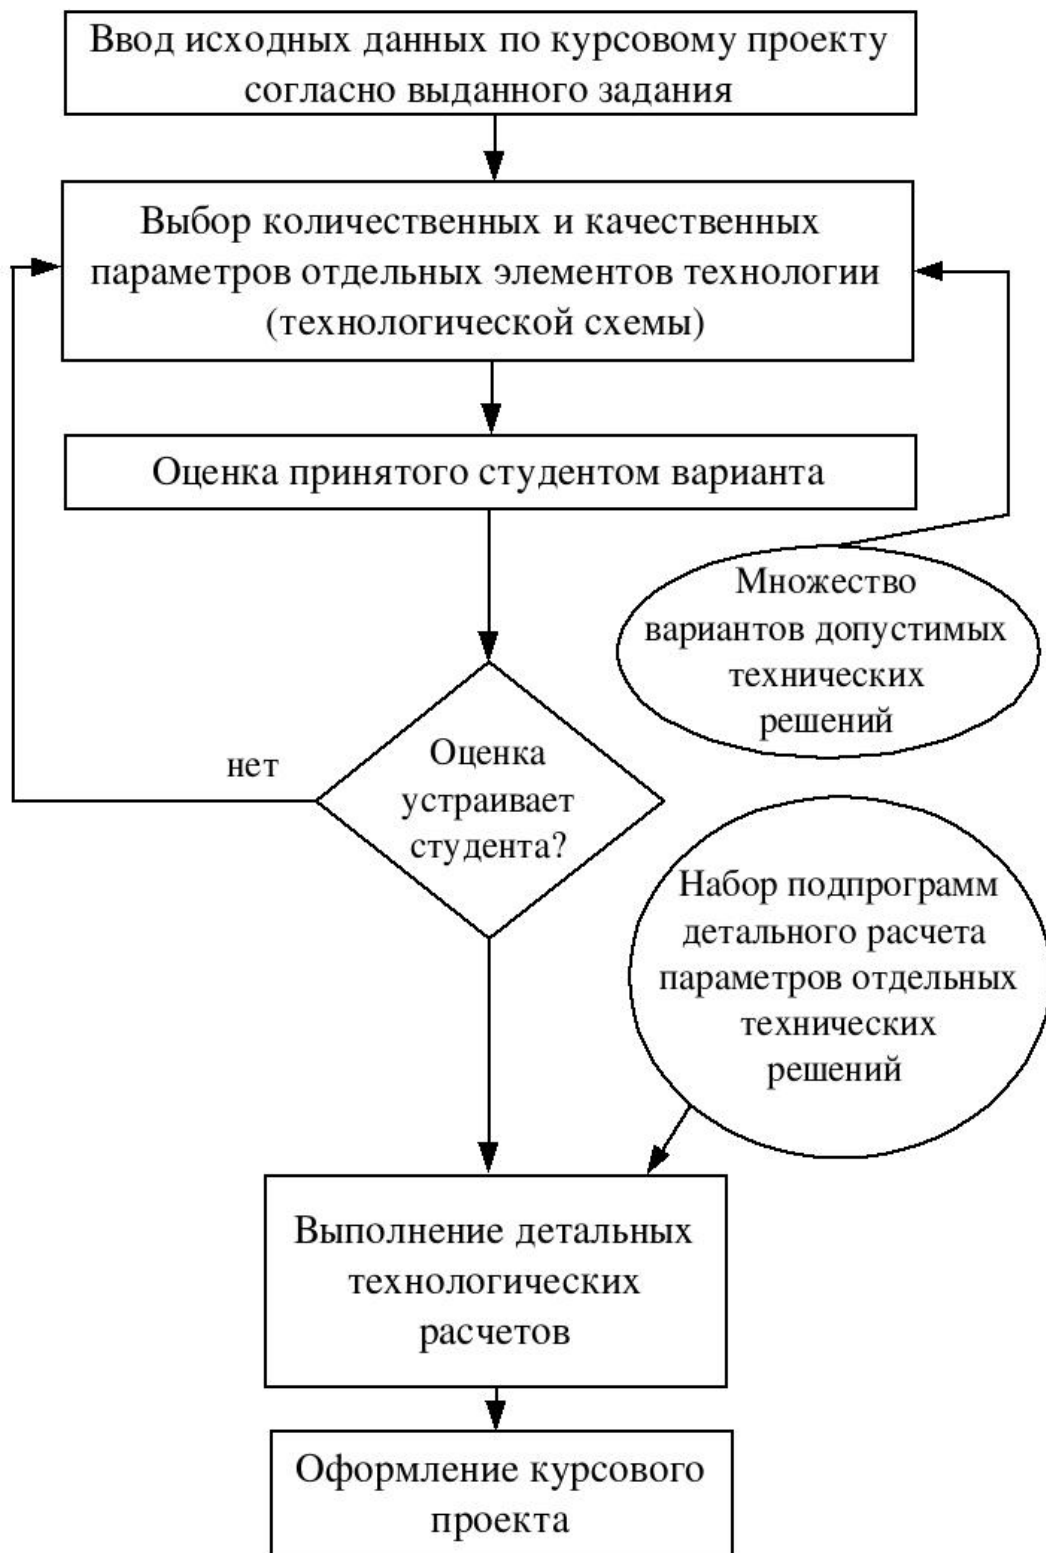 Ввод исходных данных по курсовому проекту
согласно выданного задания
Выбор количественных и качественных
параметров отдельных элементов технологии
(технологической схемы)
Оценка принятого студентом варианта
Множество
вариантов допустимых
технических
решений
нет
Оценка
устраивает
студента?
Набор подпрограмм
детального расчета
параметров отдельных
технических
решений
Выполнение детальных
технологических
расчетов
Оформление курсового
проекта